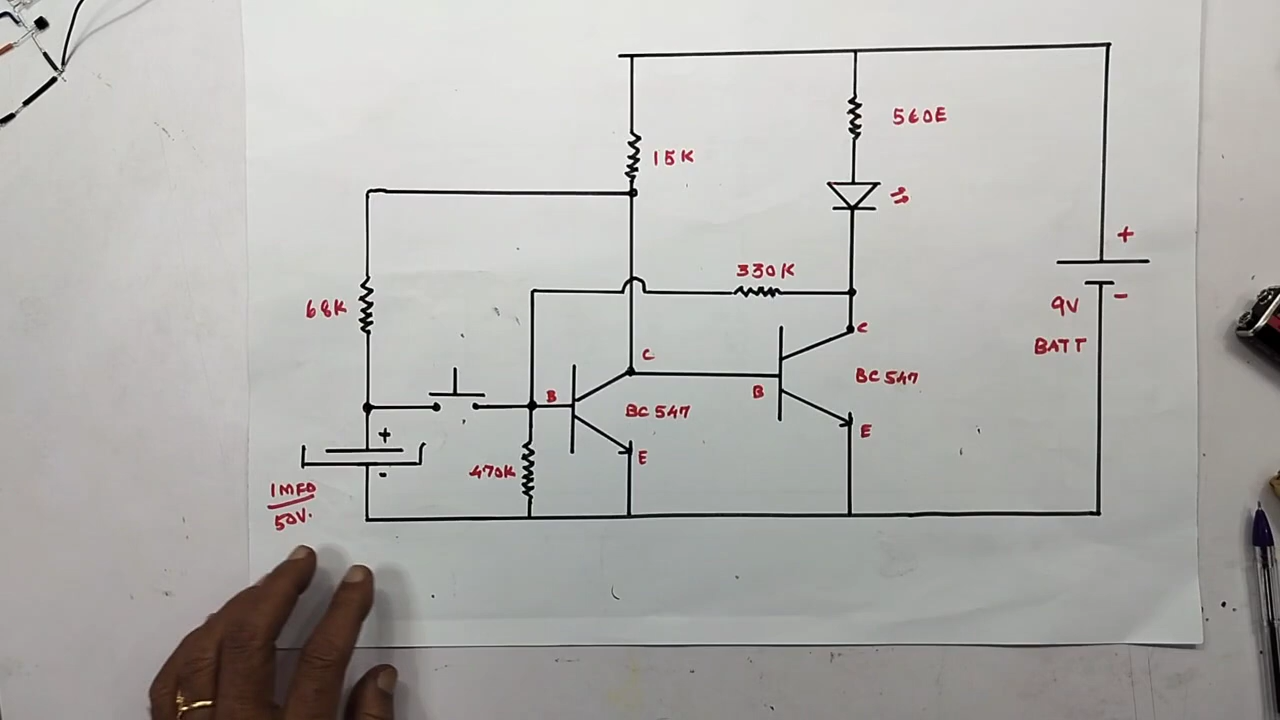 560E
15K
+
330K
68K
9V
-
BATT
C
C
B
BC 547
B
BC 547
+
E
E
470K
-
1MFD
50V.